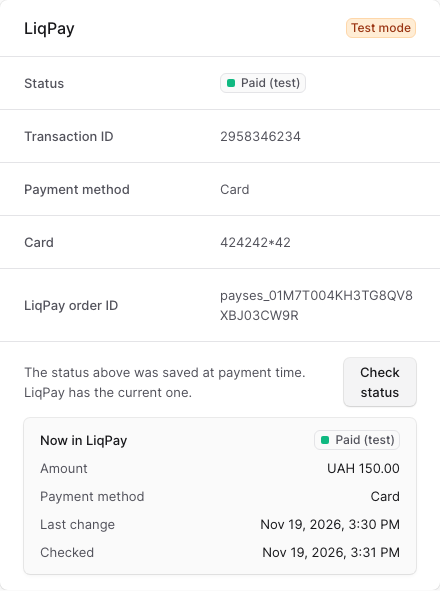 LiqPay
Test mode
Status
Paid (test)
Transaction ID
2958346234
Payment method
Card
Card
424242*42
LiqPay order ID
payses_01M7T004KH3TG8QV8
XBJ03CW9R
The status above was saved at payment time.
LiqPay has the current one.
Check
status
Now in LiqPay
Paid (test)
Amount
UAH 150.00
Payment method
Card
Last change
Nov 19, 2026, 3:30 PM
Checked
Nov 19, 2026, 3:31 PM